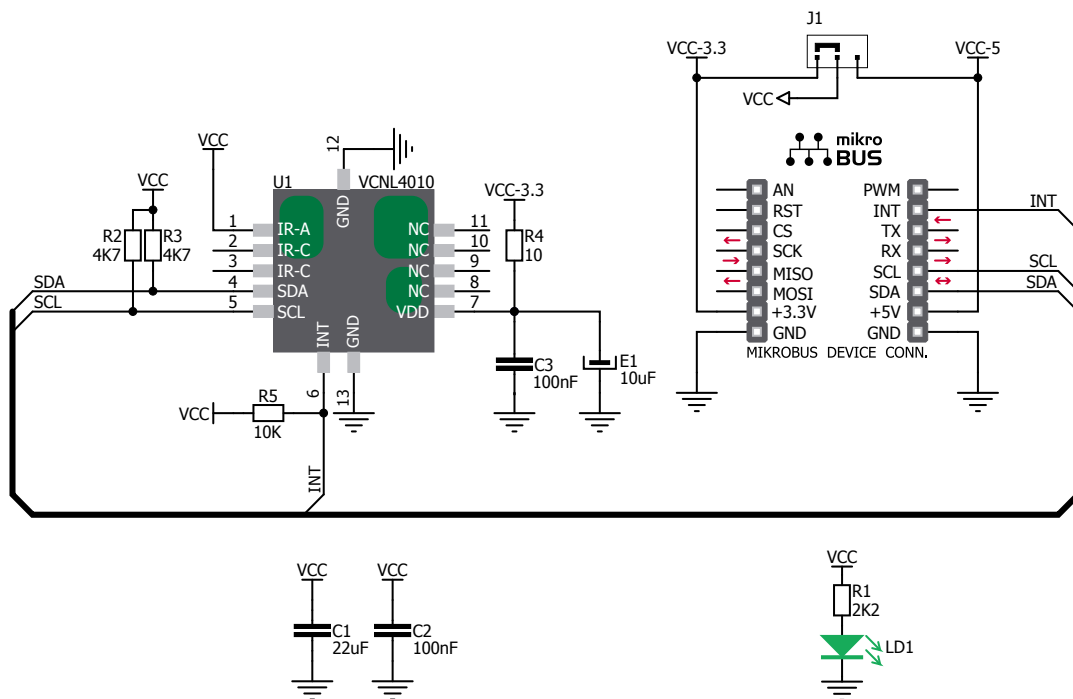 J1
VCC-3.3
VCC-5
VCC
mikro
BUS
VCC
12
U1
VCNL4010
VCC-3.3
VCC
GND
R2
4K7
R3
4K7
1
IR-A
NC
11
2
IR-C
NC
10
3
IR-C
NC
9
SDA
4
SDA
NC
8
SCL
5
SCL
VDD
7
INT
GND
R4
10
AN
PWM
RST
INT
INT
CS
TX
SCK
RX
MISO
SCL
SCL
MOSI
SDA
SDA
+3.3V
+5V
GND
GND
MIKROBUS DEVICE CONN.
C3
100nF
E1
10uF
6
13
VCC
R5
10K
INT
VCC
C1
22uF
VCC
C2
100nF
VCC
R1
2K2
LD1